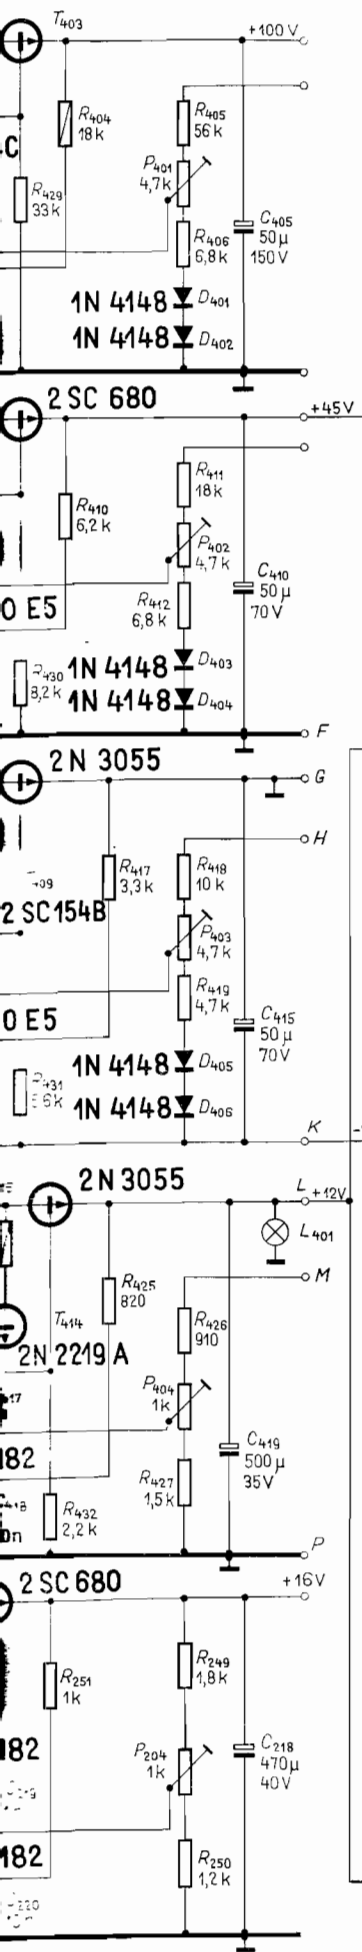 T403
+100 V
R404
18k
R405
56k
P401
4,7k
R429
33k
R406
6,8k
C405
50µ
150V
1N 4148 D401
1N 4148 D402
2 SC 680
+45V
R411
18k
R410
6,2k
P402
4,7k
C410
50µ
70V
R412
6,8k
0 E5
1N 4148 D403
1N 4148 D404
F
2 N 3055
G
H
R417
3,3k
R418
10 k
2 SC154B
P403
4,7k
R419
4,7k
0 E5
C415
50µ
70V
1N 4148 D405
1N 4148 D406
K
2 N 3055
L +12V
L401
M
R425
820
T414
R426
910
2N 2219 A
P404
1k
182
C419
500µ
35V
R427
1,5k
R432
2,2k
P
2 SC 680
+16V
R249
1,8k
R251
1k
182
P204
1k
C218
470µ
40V
182
R250
1,2k